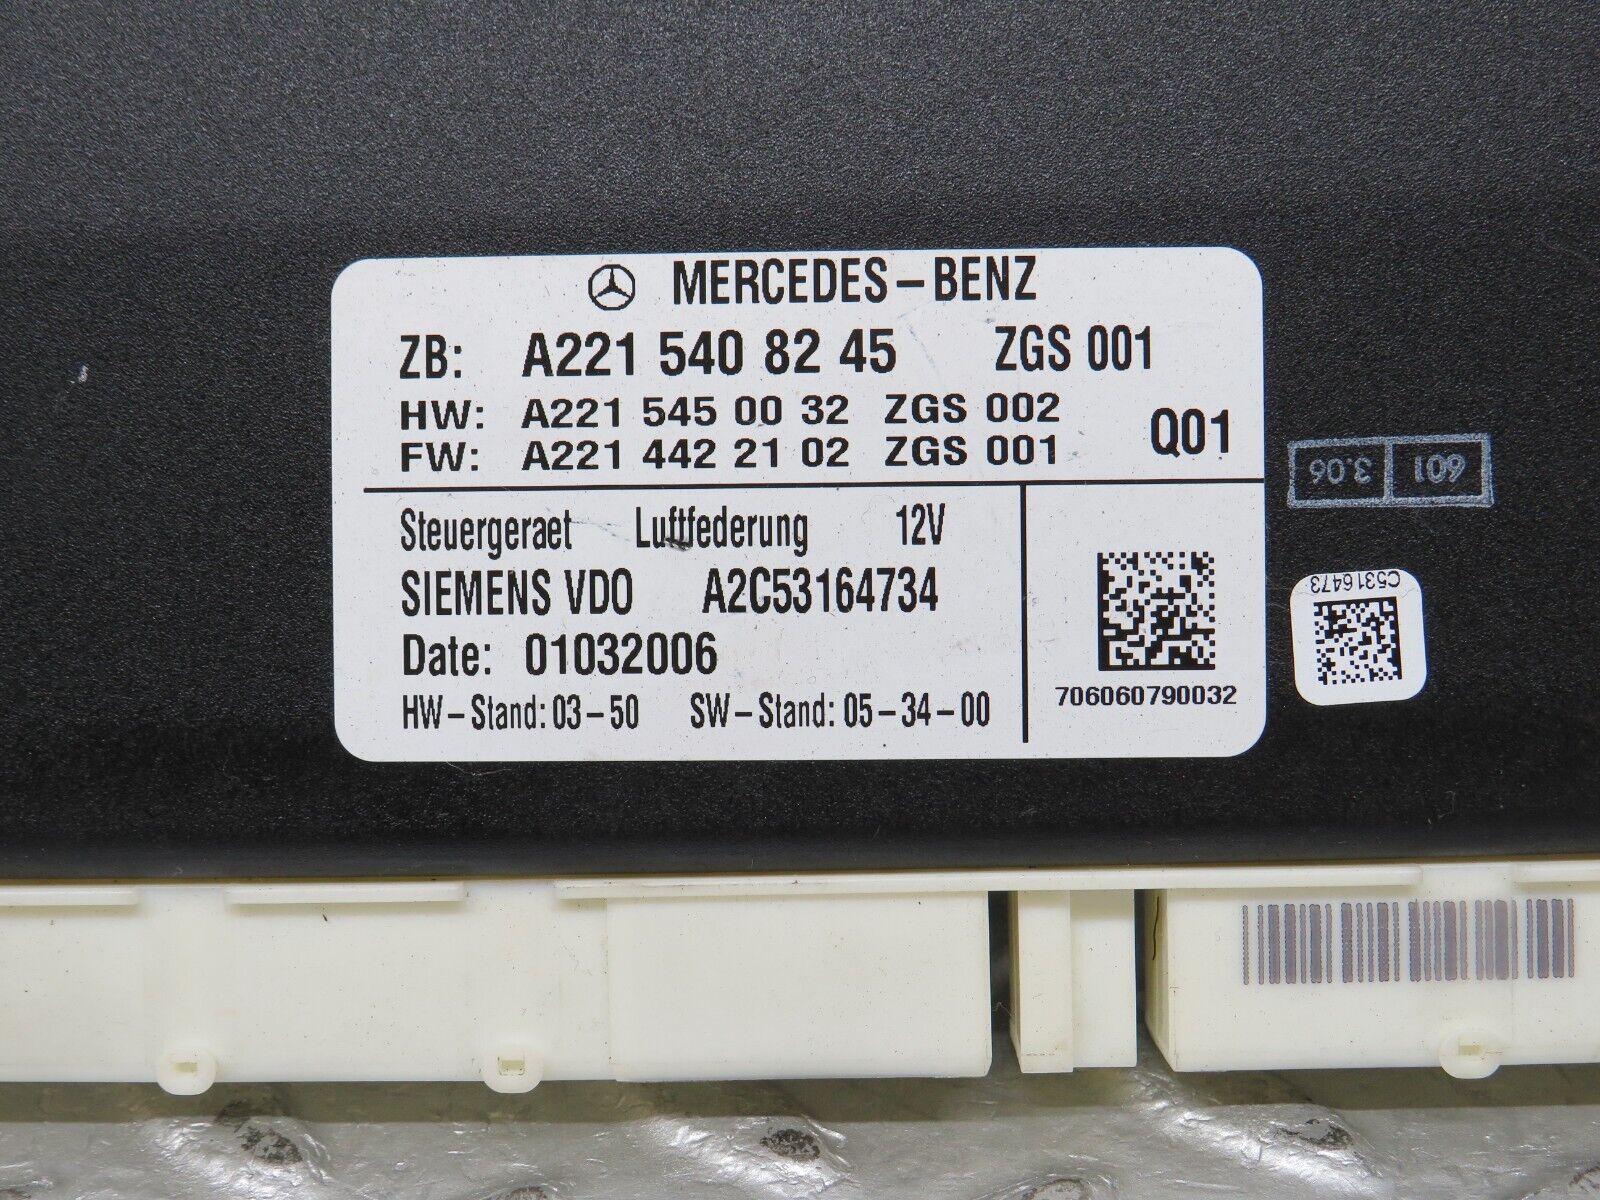 MERCEDES-BENZ
ZB: A221 540 82 45 ZGS 001
HW: A221 545 00 32 ZGS 002
FW: A221 442 21 02 ZGS 001
Q01
Steuergeraet Luftfederung 12V
SIEMENS VDO A2C53164734
Date: 01032006
HW-Stand: 03-50 SW-Stand: 05-34-00
706060790032
601 3.06
C5316473